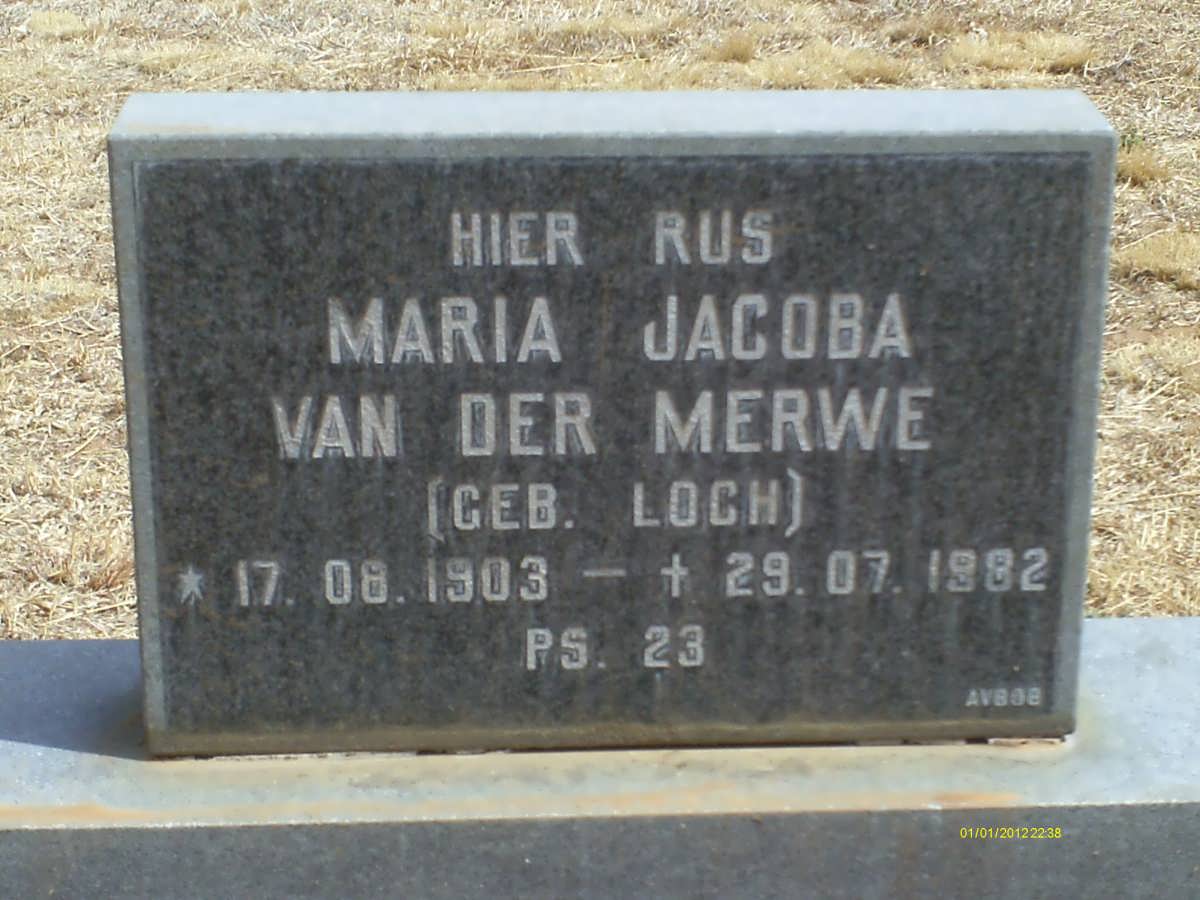 HIER RUS
MARIA JACOBA
VAN DER MERWE
(GEB. LOCH)
* 17. 08. 1903 — † 29. 07. 1982
PS. 23
AVBOB
01/01/2012 22:38